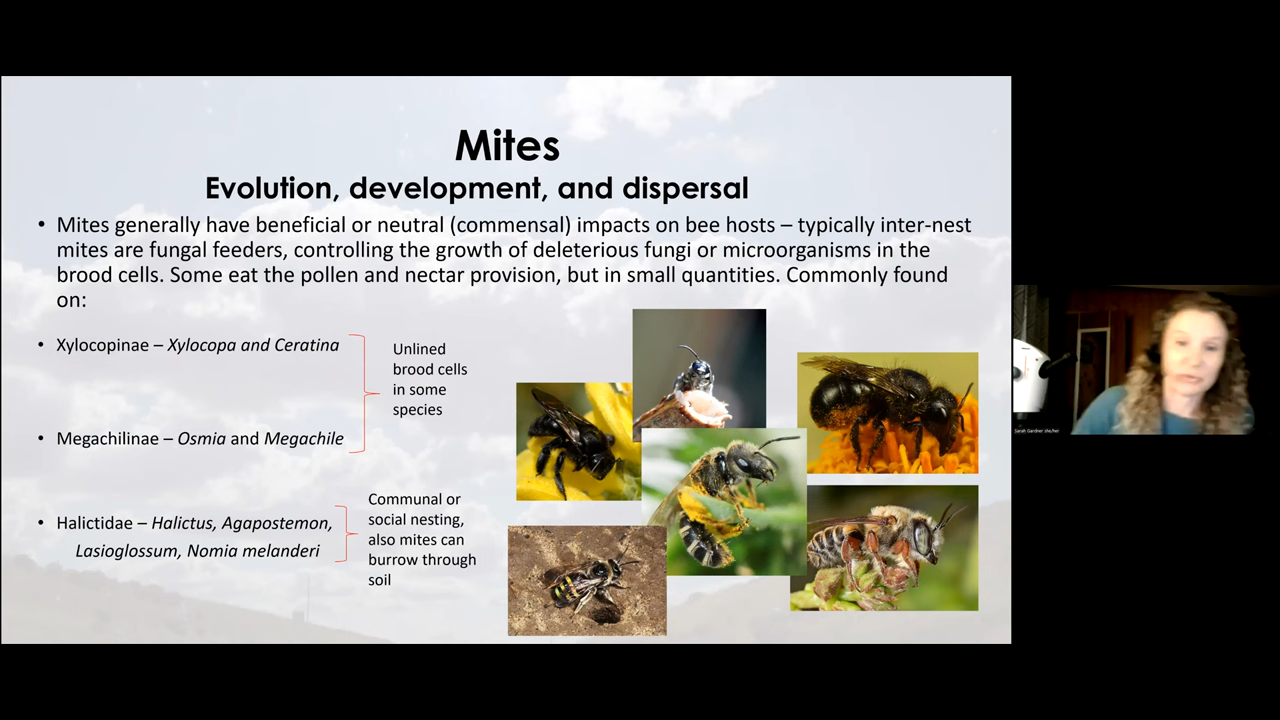 Mites
Evolution, development, and dispersal
• Mites generally have beneficial or neutral (commensal) impacts on bee hosts – typically inter-nest
mites are fungal feeders, controlling the growth of deleterious fungi or microorganisms in the
brood cells. Some eat the pollen and nectar provision, but in small quantities. Commonly found
on:
• Xylocopinae – Xylocopa and Ceratina
Unlined
brood cells
in some
species
• Megachilinae – Osmia and Megachile
• Halictidae – Halictus, Agapostemon,
Lasioglossum, Nomia melanderi
Communal or
social nesting,
also mites can
burrow through
soil
Sarah Gardner she/her